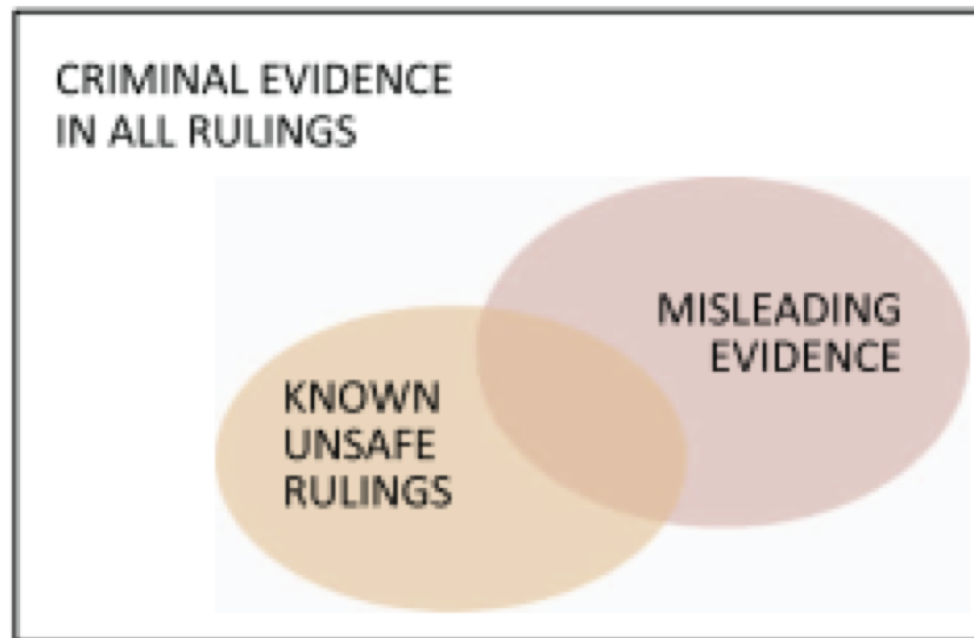 CRIMINAL EVIDENCE
IN ALL RULINGS
MISLEADING
EVIDENCE
KNOWN
UNSAFE
RULINGS